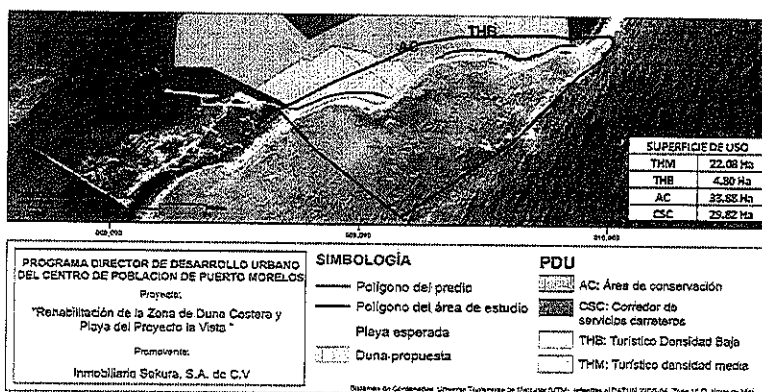 THB
AC
SUPERFICIE DE USO
THM 22.08 Ha
THB 4.80 Ha
AC 33.88 Ha
CSC 29.82 Ha
PROGRAMA DIRECTOR DE DESARROLLO URBANO
DEL CENTRO DE POBLACION DE PUERTO MORELOS
Proyecto:
"Rehabilitación de la Zona de Duna Costera y
Playa del Proyecto la Vista "
Promovente:
Inmobiliaria Sakura, S.A. de C.V
SIMBOLOGÍA
Polígono del predio
Polígono del área de estudio
Playa esperada
Duna propuesta
PDU
AC: Área de conservación
CSC: Corredor de
servicios carreteros
THB: Turístico Densidad Baja
THM: Turístico densidad media